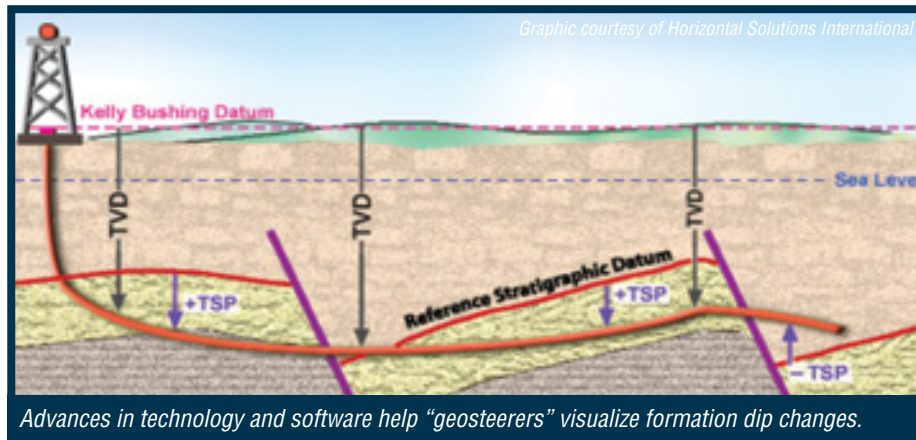 Graphic courtesy of Horizontal Solutions International
Kelly Bushing Datum
Sea Leve
TVD
TVD
TVD
+TSP
Reference Stratigraphic Datum
+TSP
– TSP
Advances in technology and software help “geosteerers” visualize formation dip changes.